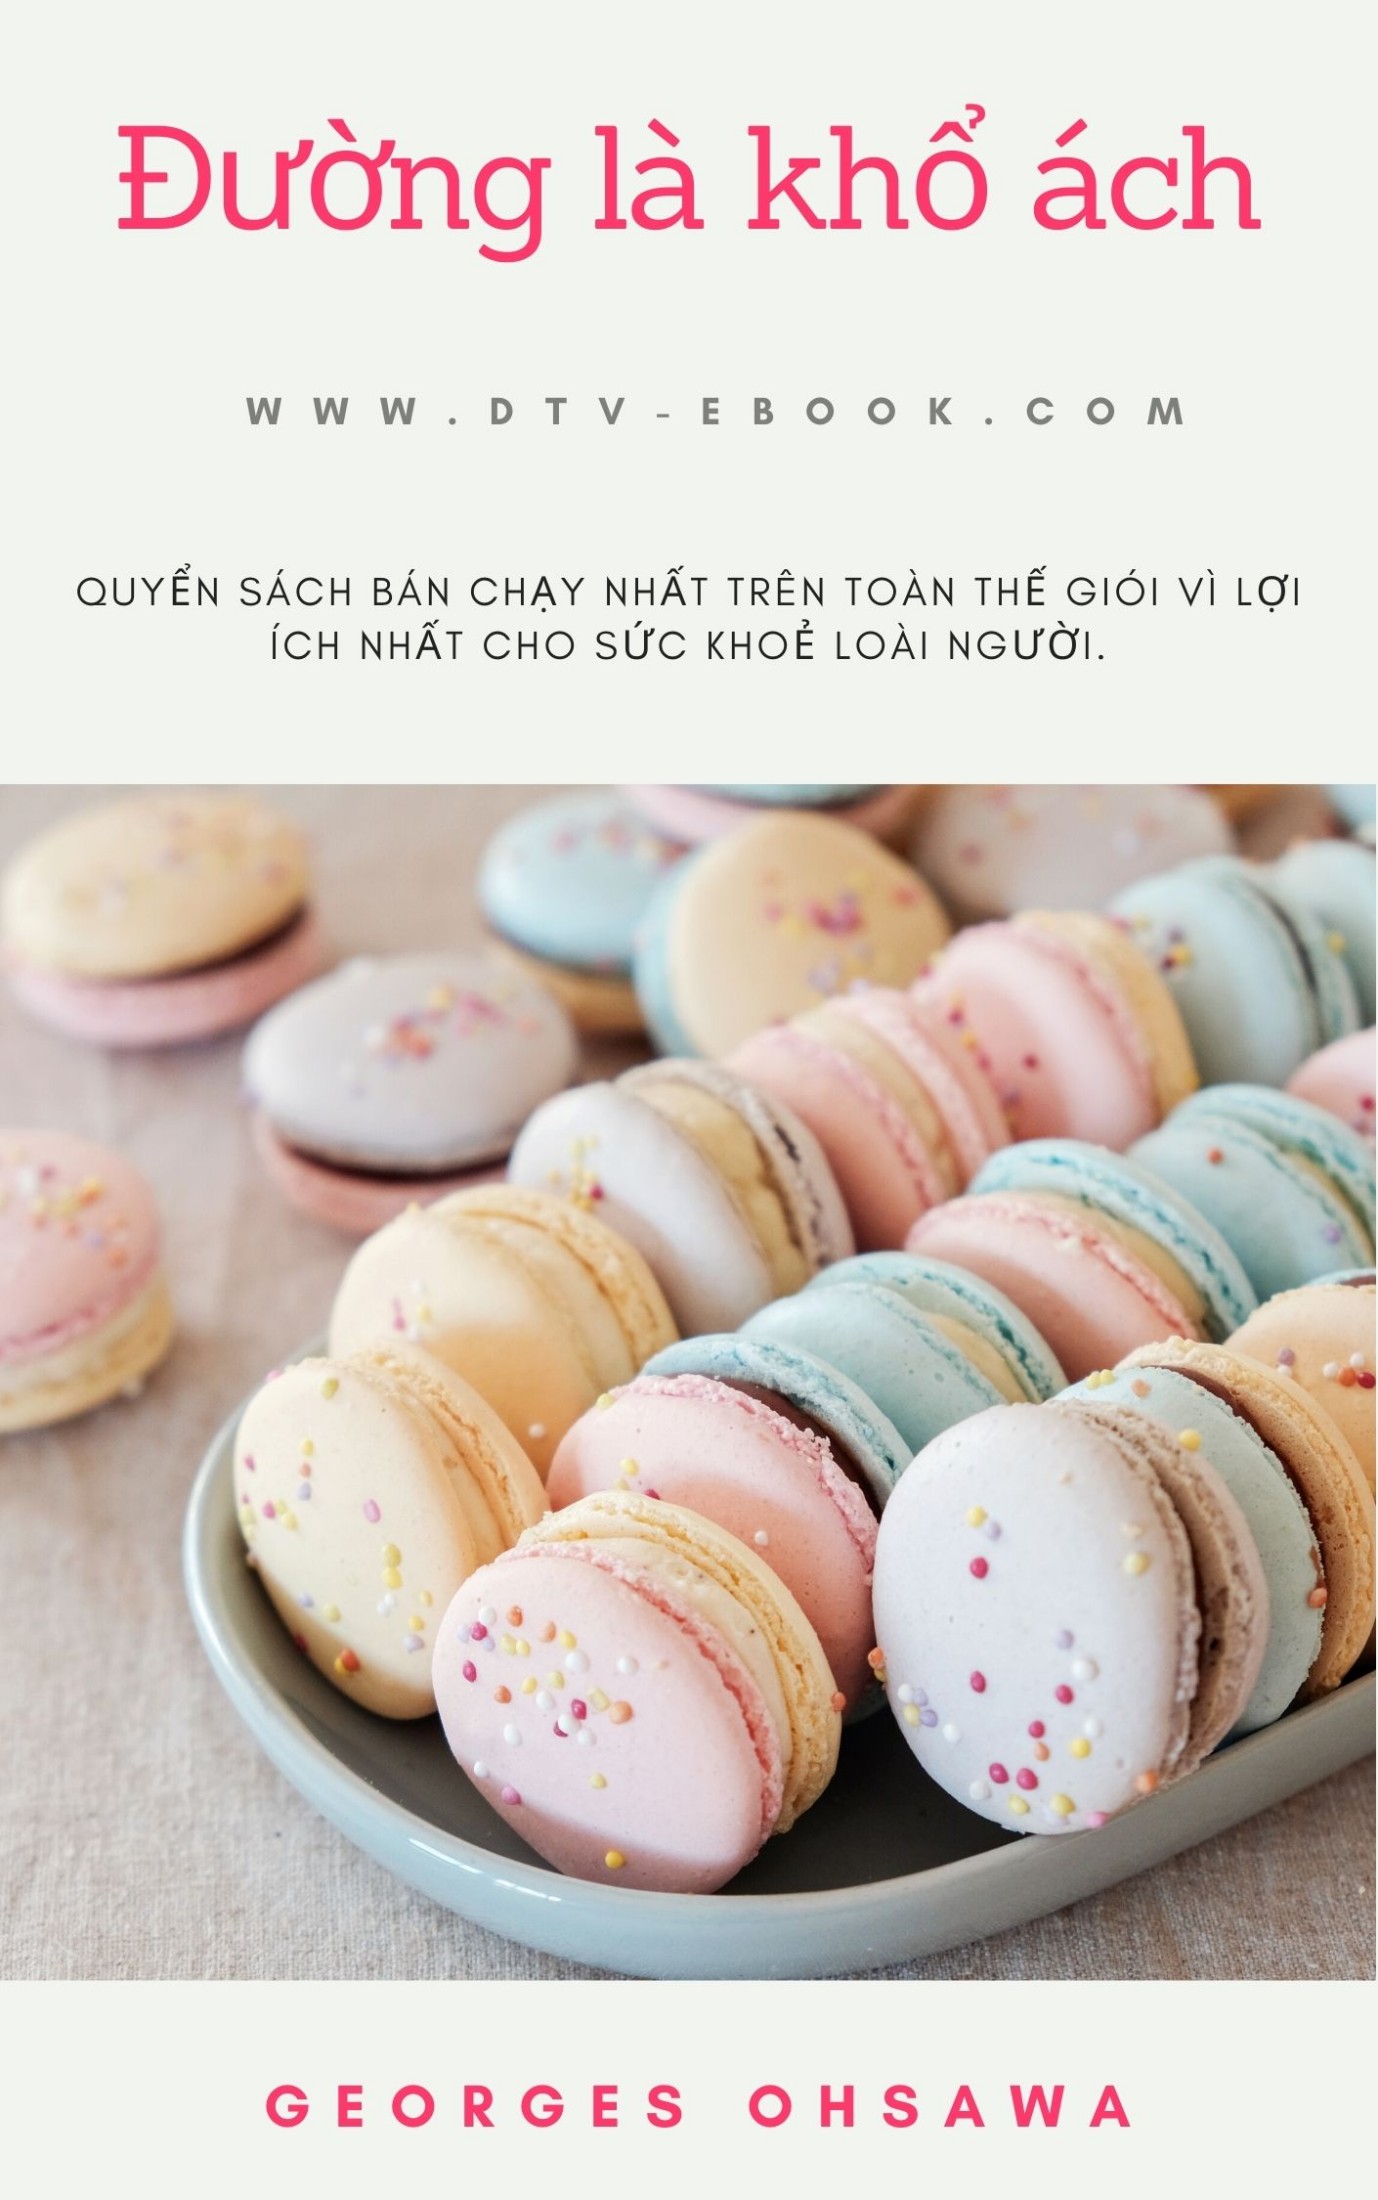 Đường là khổ ách
WWW.DTV-EBOOK.COM
QUYỂN SÁCH BÁN CHẠY NHẤT TRÊN TOÀN THẾ GIÓI VÌ LỢI
ÍCH NHẤT CHO SỨC KHOẺ LOÀI NGƯỜI.
GEORGES OHSAWA